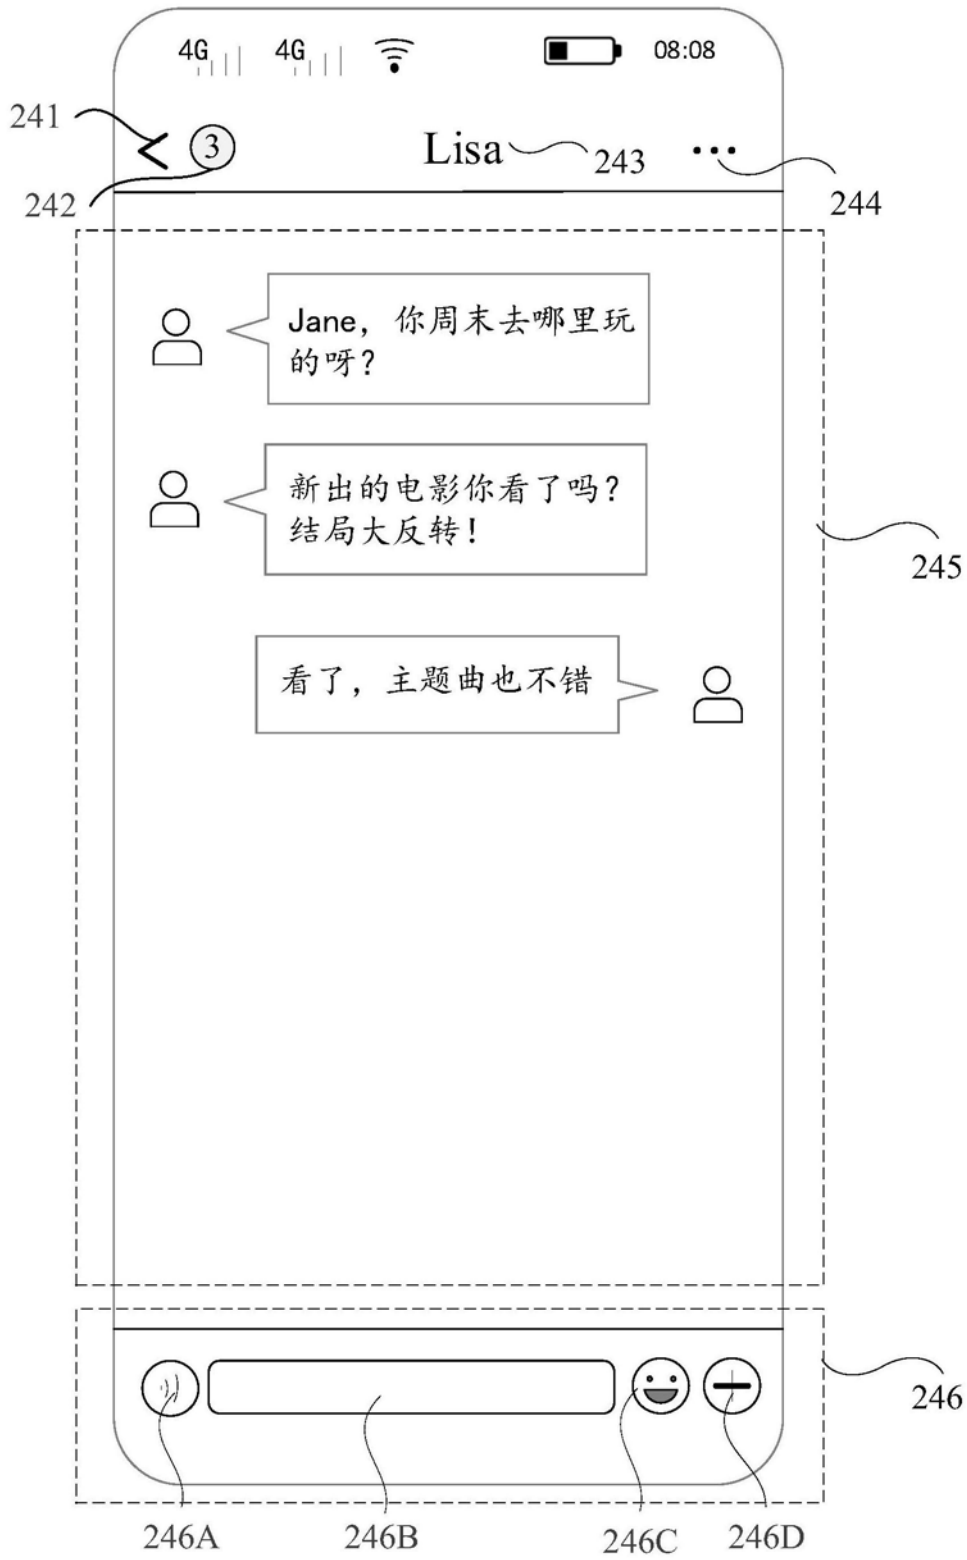 4G 4G 08:08
241
3 Lisa 243
242 244
Jane，你周末去哪里玩
的呀？
新出的电影你看了吗？
结局大反转！
245
看了，主题曲也不错
246
246A 246B 246C 246D